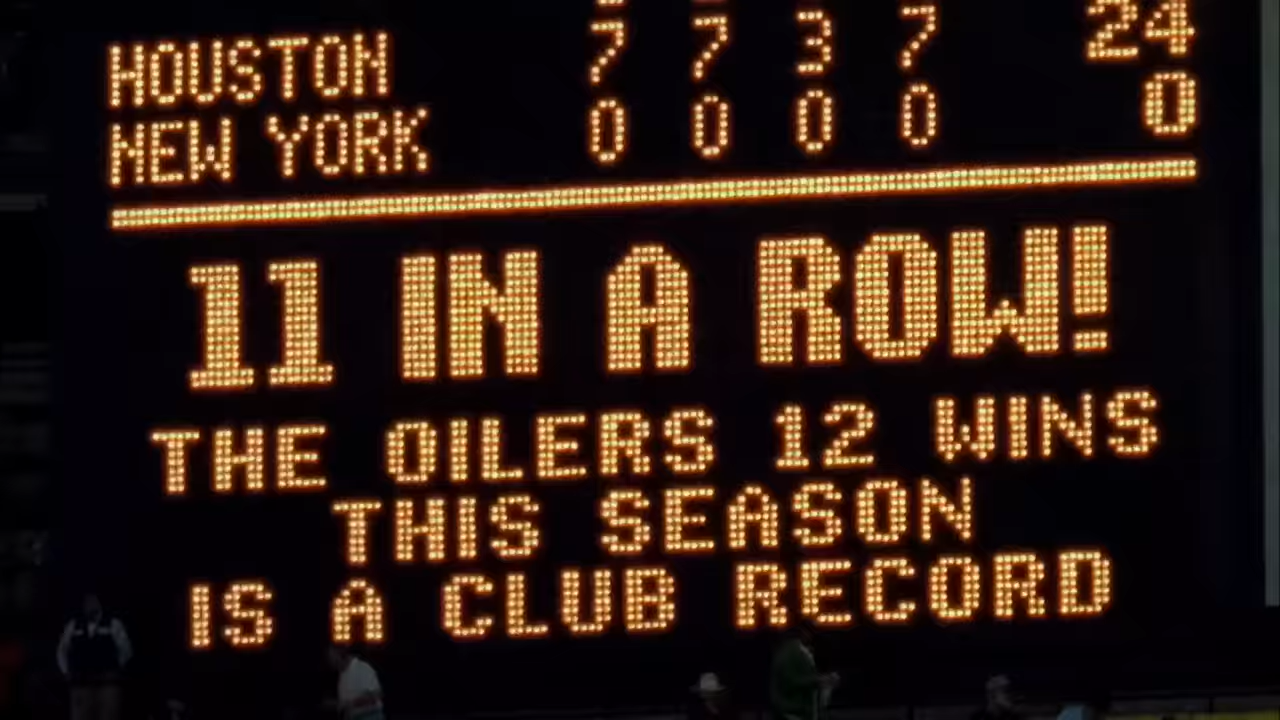 HOUSTON 7 7 3 7 24
NEW YORK 0 0 0 0 0
11 IN A ROW!
THE OILERS 12 WINS
THIS SEASON
IS A CLUB RECORD